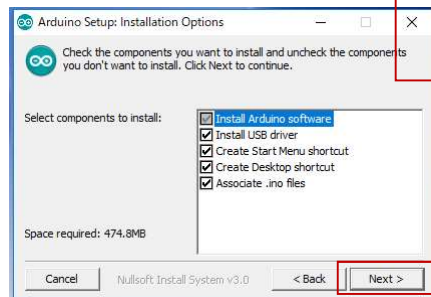 Arduino Setup: Installation Options
Check the components you want to install and uncheck the components
you don't want to install. Click Next to continue.
Select components to install:
Install Arduino software
Install USB driver
Create Start Menu shortcut
Create Desktop shortcut
Associate .ino files
Space required: 474.8MB
Cancel
Nullsoft Install System v3.0
< Back
Next >